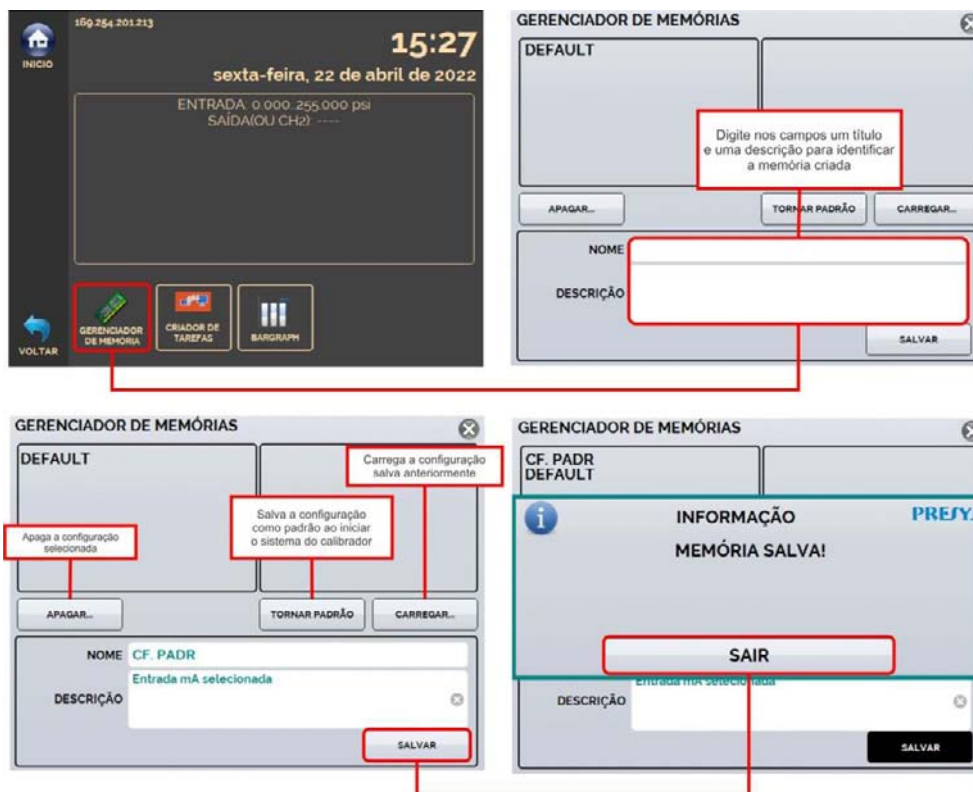 169.254.201.213
15:27
INICIO
sexta-feira, 22 de abril de 2022
ENTRADA: 0.000..255.000 psi
SAÍDA(OU CH2): ----
GERENCIADOR
DE MEMÓRIA
CRIADOR DE
TAREFAS
BARGRAPH
VOLTAR
GERENCIADOR DE MEMÓRIAS
DEFAULT
Digite nos campos um título
e uma descrição para identificar
a memória criada
APAGAR...
TORNAR PADRÃO
CARREGAR...
NOME
DESCRIÇÃO
SALVAR
GERENCIADOR DE MEMÓRIAS
DEFAULT
Carrega a configuração
salva anteriormente
Salva a configuração
como padrão ao iniciar
o sistema do calibrador
Apaga a configuração
selecionada
APAGAR...
TORNAR PADRÃO
CARREGAR...
NOME
CF. PADR
DESCRIÇÃO
Entrada mA selecionada
SALVAR
GERENCIADOR DE MEMÓRIAS
CF. PADR
DEFAULT
INFORMAÇÃO
MEMÓRIA SALVA!
SAIR
Entrada mA selecionada
DESCRIÇÃO
SALVAR